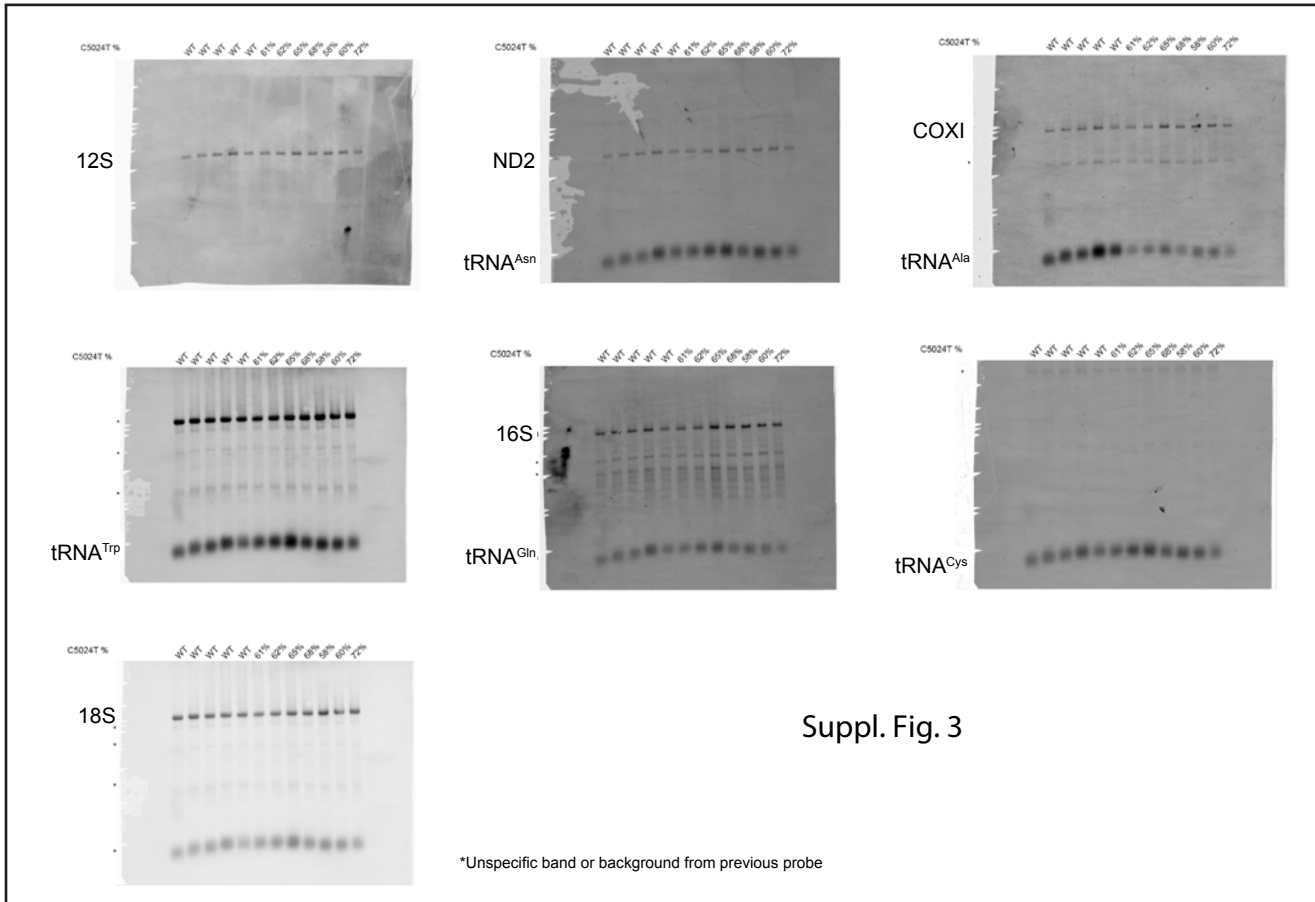 C5024T % WT WT WT WT WT 61% 62% 65% 68% 58% 60% 72%
12S
C5024T % WT WT WT WT WT 61% 62% 65% 68% 58% 60% 72%
ND2
tRNAAsn
C5024T % WT WT WT WT WT 61% 62% 65% 68% 58% 60% 72%
COXI
tRNAAla
C5024T % WT WT WT WT WT 61% 62% 65% 68% 58% 60% 72%
*
*
tRNATrp
C5024T % WT WT WT WT WT 61% 62% 65% 68% 58% 60% 72%
16S
*
*
tRNAGln
C5024T % WT WT WT WT WT 61% 62% 65% 68% 58% 60% 72%
*
tRNACys
C5024T % WT WT WT WT WT 61% 62% 65% 68% 58% 60% 72%
18S
*
*
*
*
Suppl. Fig. 3
*Unspecific band or background from previous probe